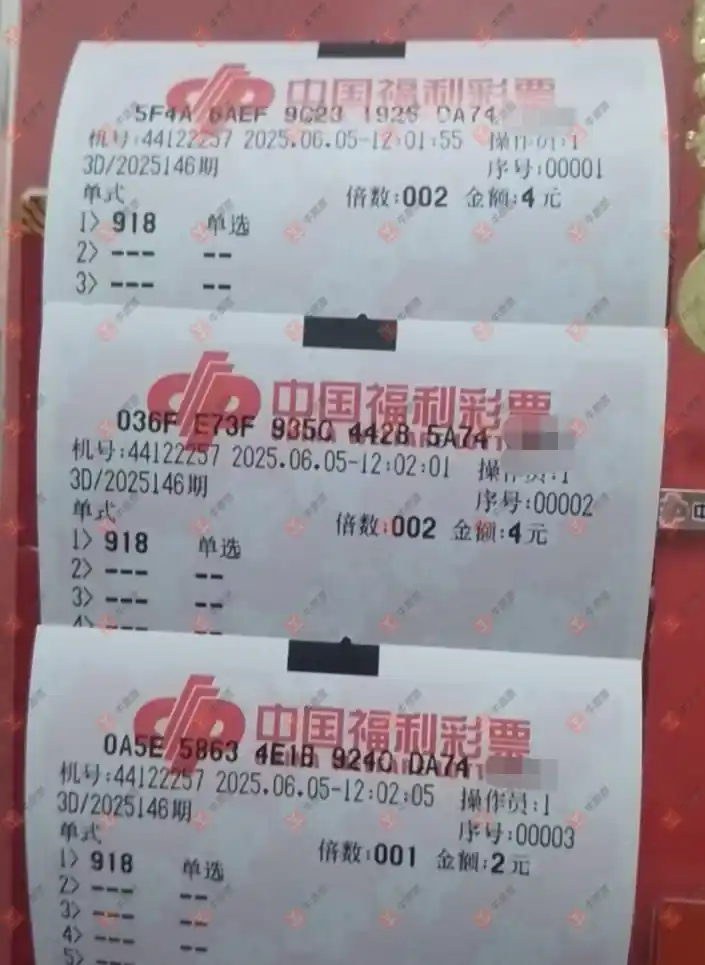 中国福利彩票
5F4A 6AEF 9C23 1925 DA74
机号:44122257 2025.06.05-12:01:55 操作员:1
3D/2025146期 序号:00001
单式 倍数:002 金额:4元
1> 918 单选
2> --- --
3> --- --
中国福利彩票
036F E73F 935C 4428 5A74
机号:44122257 2025.06.05-12:02:01 操作员:1
3D/2025146期 序号:00002
单式 倍数:002 金额:4元
1> 918 单选
2> --- --
3> --- --
4> --- --
中国福利彩票
0A5E 5863 4E1B 924C DA74
机号:44122257 2025.06.05-12:02:05 操作员:1
3D/2025146期 序号:00003
单式 倍数:001 金额:2元
1> 918 单选
2> --- --
3> --- --
4> --- --
5> --- --